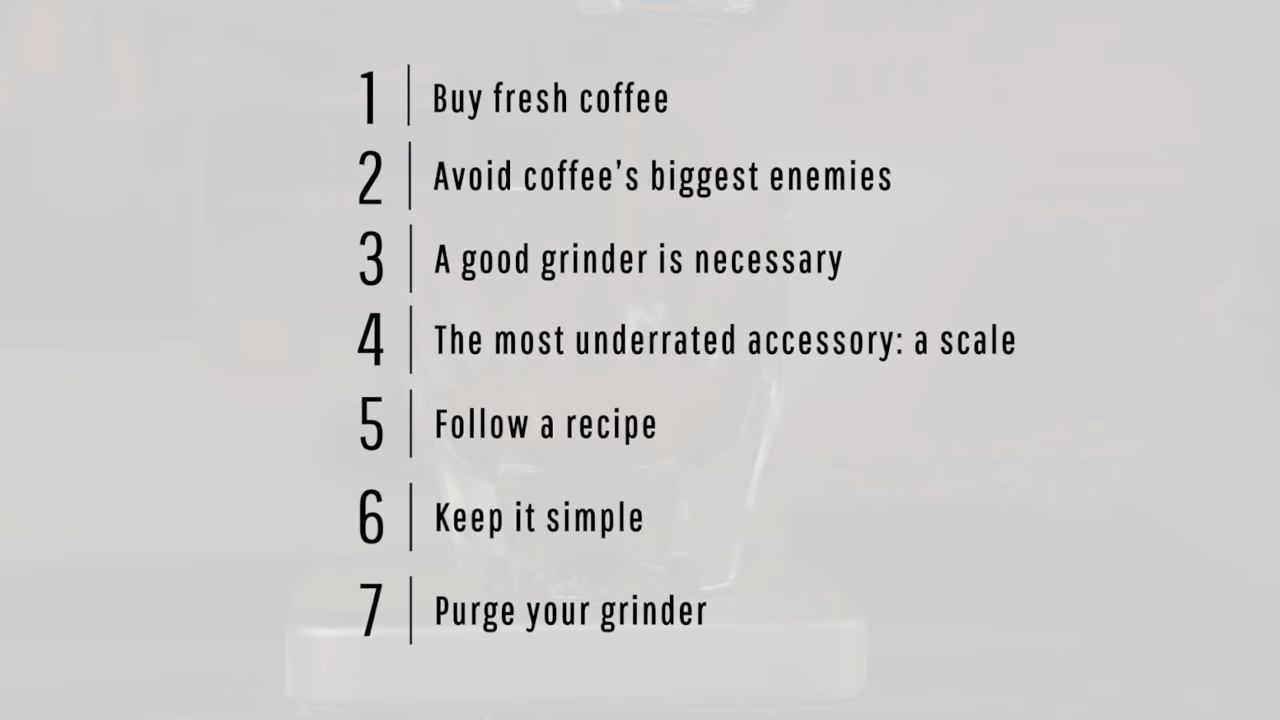 1 Buy fresh coffee
2 Avoid coffee’s biggest enemies
3 A good grinder is necessary
4 The most underrated accessory: a scale
5 Follow a recipe
6 Keep it simple
7 Purge your grinder